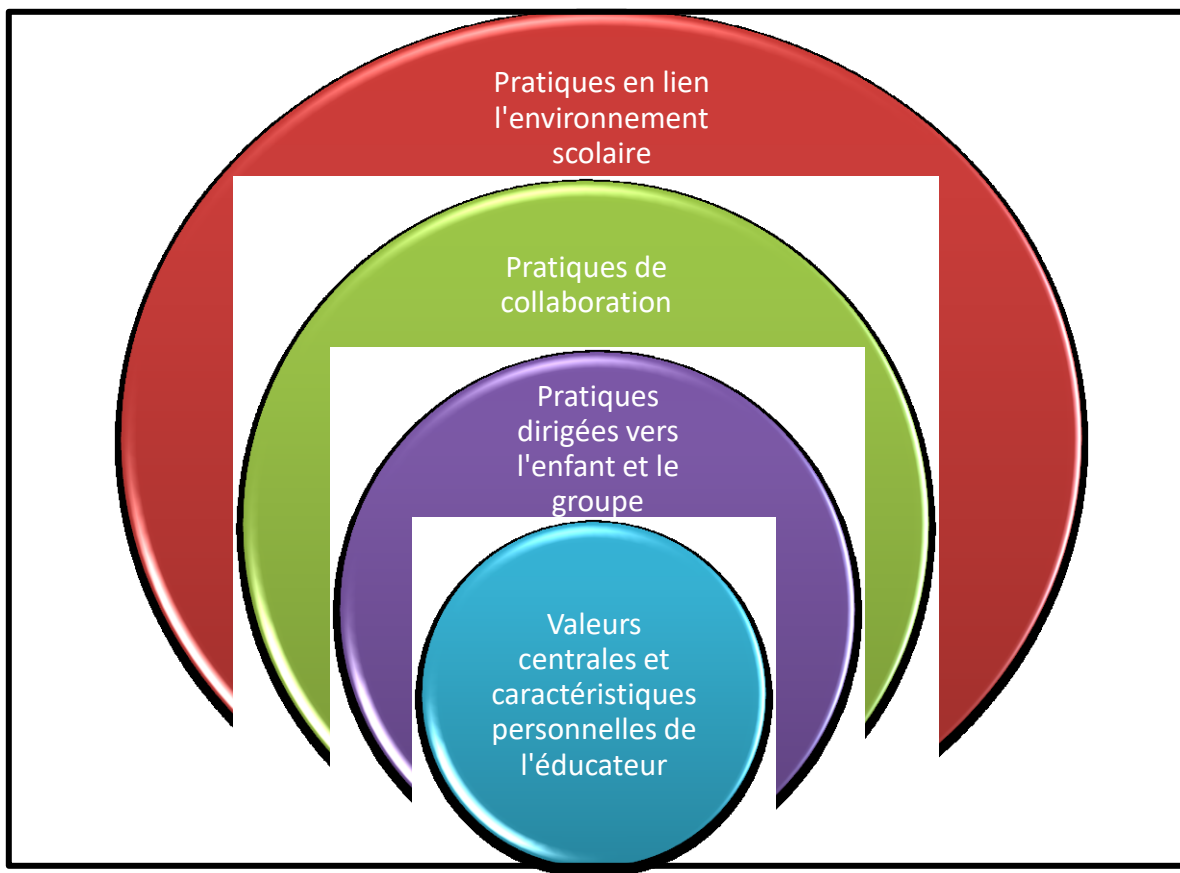 Pratiques en lien
l'environnement
scolaire
Pratiques de
collaboration
Pratiques
dirigées vers
l'enfant et le
groupe
Valeurs
centrales et
caractéristiques
personnelles de
l'éducateur